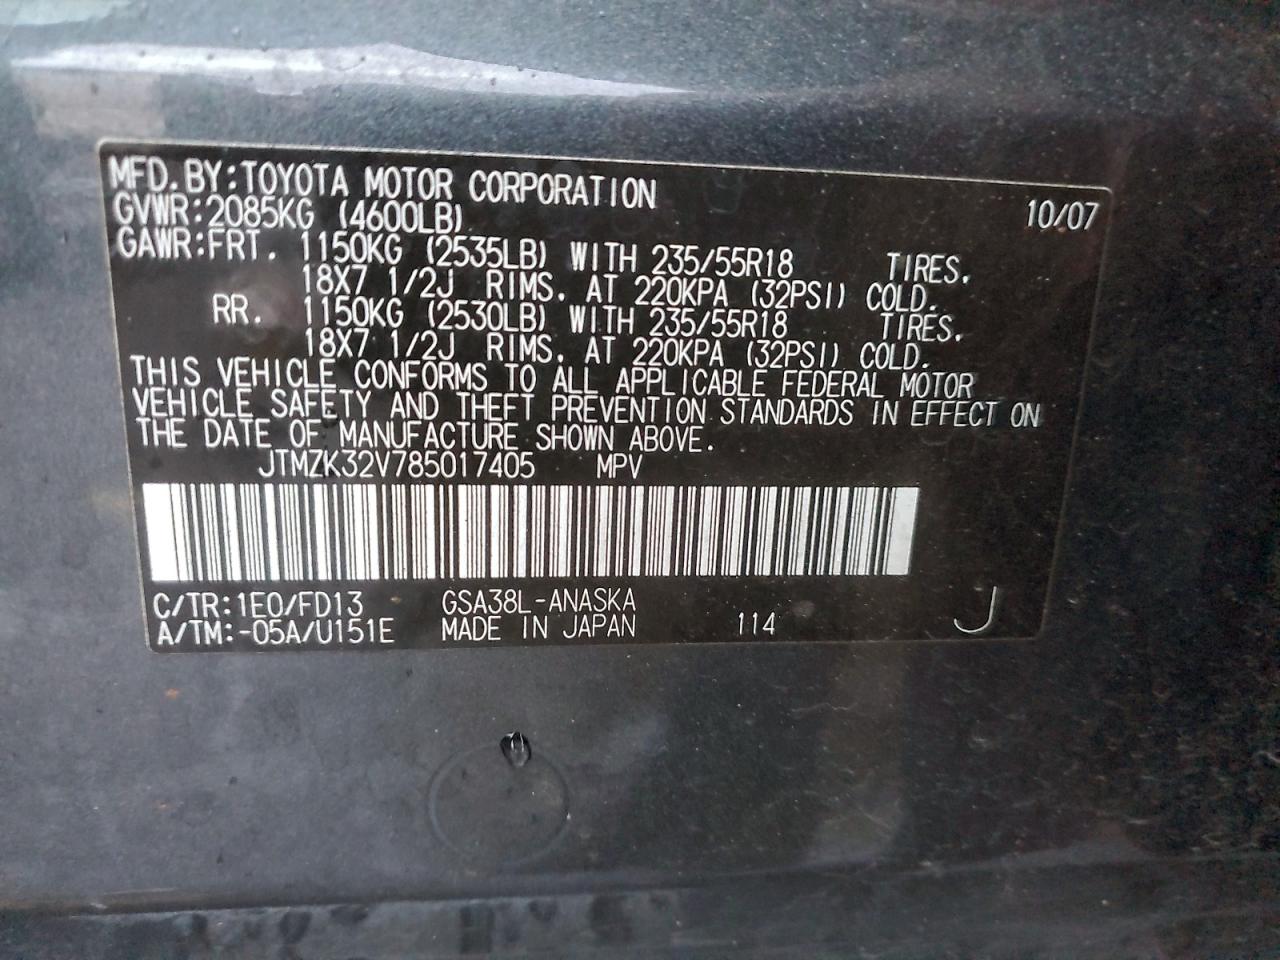 MFD. BY: TOYOTA MOTOR CORPORATION 10/07
GVWR: 2085KG (4600LB)
GAWR: FRT. 1150KG (2535LB) WITH 235/55R18 TIRES.
18X7 1/2J RIMS. AT 220KPA (32PSI) COLD.
RR. 1150KG (2530LB) WITH 235/55R18 TIRES.
18X7 1/2J RIMS. AT 220KPA (32PSI) COLD.
THIS VEHICLE CONFORMS TO ALL APPLICABLE FEDERAL MOTOR
VEHICLE SAFETY AND THEFT PREVENTION STANDARDS IN EFFECT ON
THE DATE OF MANUFACTURE SHOWN ABOVE.
JTMZK32V785017405 MPV
C/TR: 1E0/FD13 GSA38L-ANASKA
A/TM: -05A/U151E MADE IN JAPAN 114 J